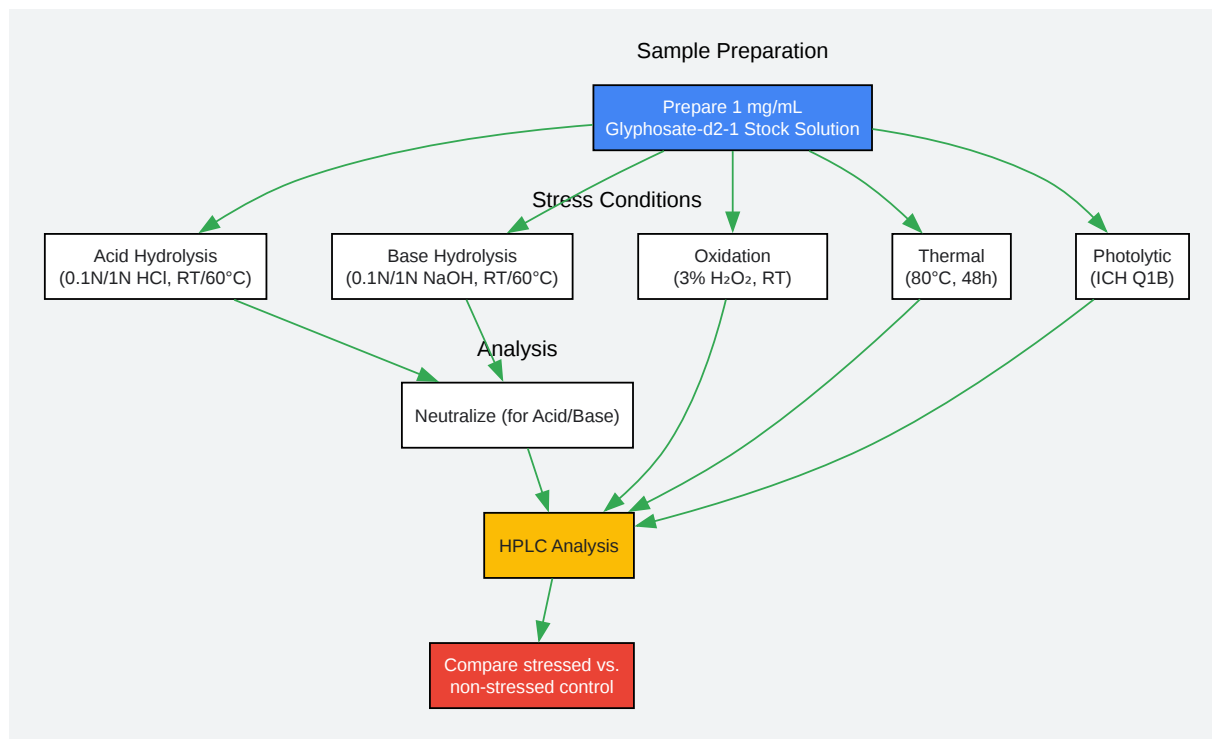 Sample Preparation
Prepare 1 mg/mL
Glyphosate-d2-1 Stock Solution
Stress Conditions
Acid Hydrolysis
(0.1N/1N HCl, RT/60°C)
Base Hydrolysis
(0.1N/1N NaOH, RT/60°C)
Oxidation
(3% H₂O₂, RT)
Thermal
(80°C, 48h)
Photolytic
(ICH Q1B)
Analysis
Neutralize (for Acid/Base)
HPLC Analysis
Compare stressed vs.
non-stressed control